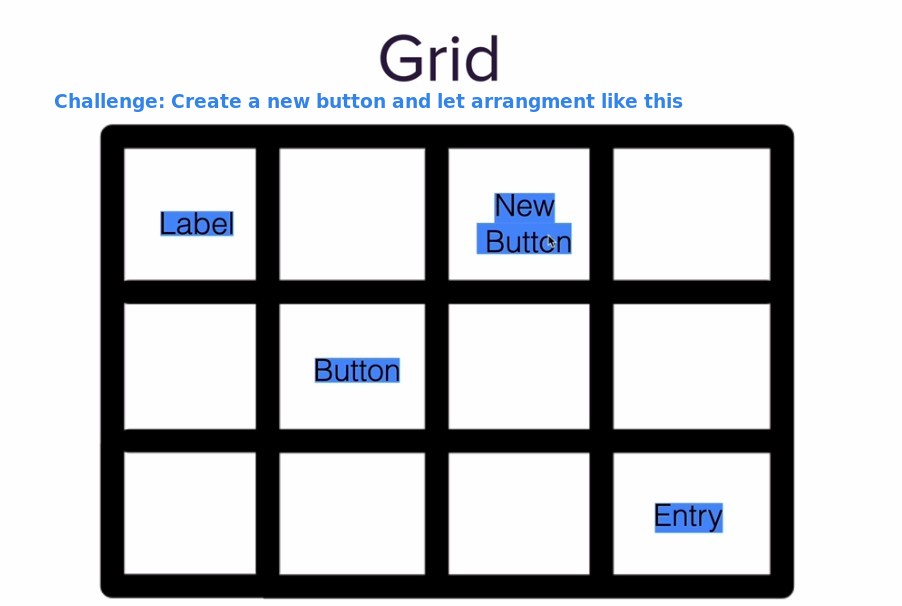 Grid
Challenge: Create a new button and let arrangment like this
Label
New
Button
Button
Entry